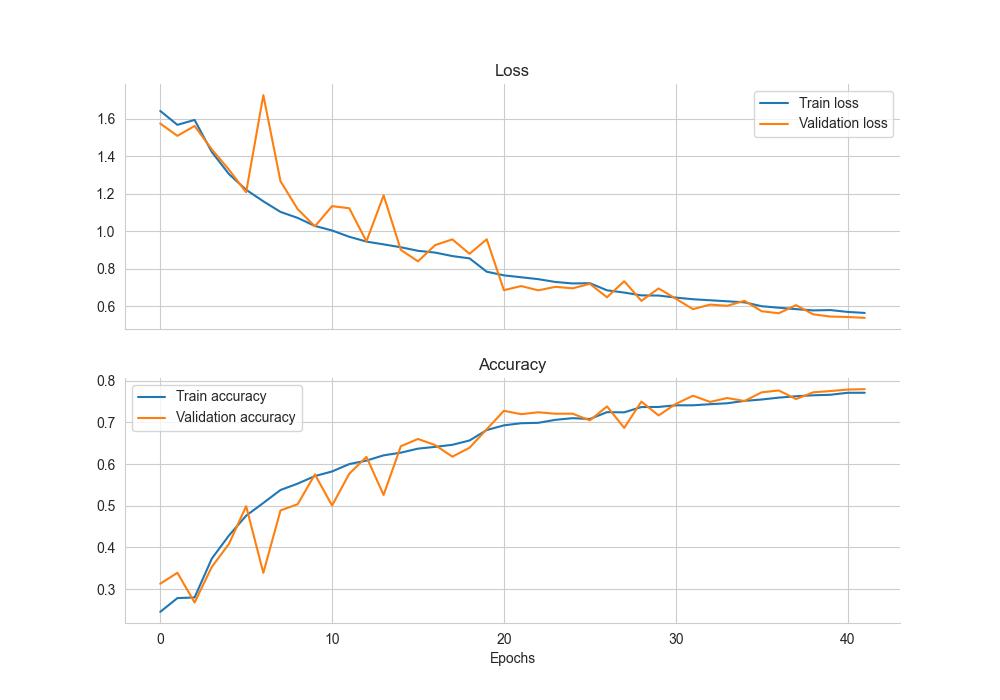 Loss
Train loss
Validation loss
1.6
1.4
1.2
1.0
0.8
0.6
Accuracy
Train accuracy
Validation accuracy
0.8
0.7
0.6
0.5
0.4
0.3
0 10 20 30 40
Epochs